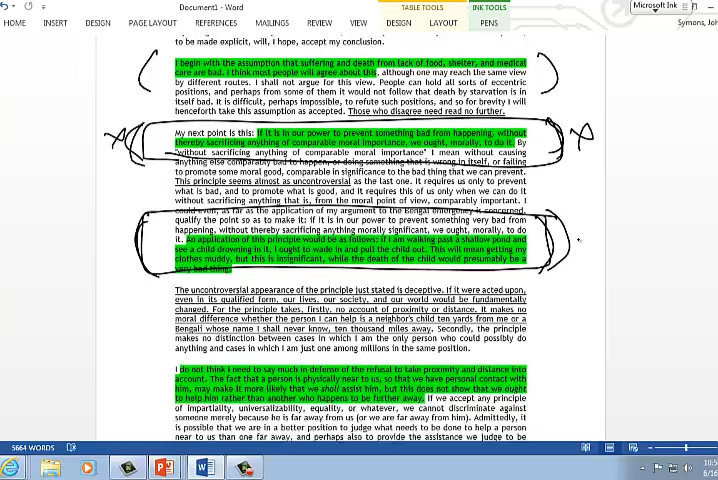 Document1 - Word
TABLE TOOLS
INK TOOLS
Microsoft Ink
HOME INSERT DESIGN PAGE LAYOUT REFERENCES MAILINGS REVIEW VIEW DESIGN LAYOUT PENS
Symons, Joh
to be made explicit, will, I hope, accept my conclusion.
I begin with the assumption that suffering and death from lack of food, shelter, and medical
care are bad. I think most people will agree about this, although one may reach the same view
by different routes. I shall not argue for this view. People can hold all sorts of eccentric
positions, and perhaps from some of them it would not follow that death by starvation is in
itself bad. It is difficult, perhaps impossible, to refute such positions, and so for brevity I will
henceforth take this assumption as accepted. Those who disagree need read no further.
My next point is this: If it is in our power to prevent something bad from happening, without
thereby sacrificing anything of comparable moral importance, we ought, morally, to do it. By
"without sacrificing anything of comparable moral importance" I mean without causing
anything else comparably bad to happen, or doing something that is wrong in itself, or failing
to promote some moral good, comparable in significance to the bad thing that we can prevent.
This principle seems almost as uncontroversial as the last one. It requires us only to prevent
what is bad, and to promote what is good, and it requires this of us only when we can do it
without sacrificing anything that is, from the moral point of view, comparably important. I
could even, as far as the application of my argument to the Bengal emergency is concerned,
qualify the point so as to make it: if it is in our power to prevent something very bad from
happening, without thereby sacrificing anything morally significant, we ought, morally, to do
it. An application of this principle would be as follows: if I am walking past a shallow pond and
see a child drowning in it, I ought to wade in and pull the child out. This will mean getting my
clothes muddy, but this is insignificant, while the death of the child would presumably be a
very bad thing.
The uncontroversial appearance of the principle just stated is deceptive. If it were acted upon,
even in its qualified form, our lives, our society, and our world would be fundamentally
changed. For the principle takes, firstly, no account of proximity or distance. It makes no
moral difference whether the person I can help is a neighbor's child ten yards from me or a
Bengali whose name I shall never know, ten thousand miles away. Secondly, the principle
makes no distinction between cases in which I am the only person who could possibly do
anything and cases in which I am just one among millions in the same position.
I do not think I need to say much in defense of the refusal to take proximity and distance into
account. The fact that a person is physically near to us, so that we have personal contact with
him, may make it more likely that we shall assist him, but this does not show that we ought
to help him rather than another who happens to be further away. If we accept any principle
of impartiality, universalizability, equality, or whatever, we cannot discriminate against
someone merely because he is far away from us (or we are far away from him). Admittedly, it
is possible that we are in a better position to judge what needs to be done to help a person
near to us than one far away, and perhaps also to provide the assistance we judge to be
5664 WORDS